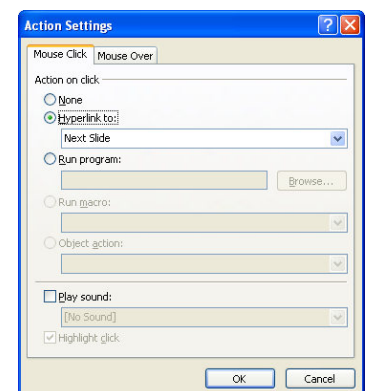 Action Settings
Mouse Click Mouse Over
Action on click
None
Hyperlink to:
Next Slide
Run program:
Browse...
Run macro:
Object action:
Play sound:
[No Sound]
Highlight click
OK Cancel